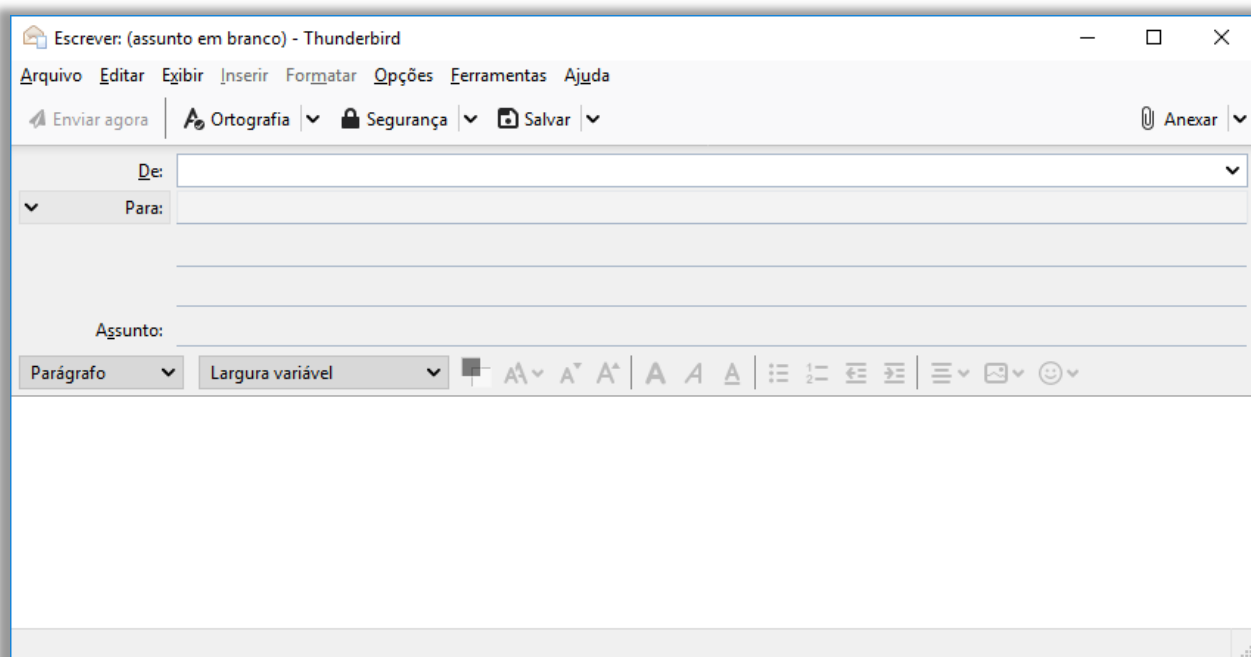 Escrever: (assunto em branco) - Thunderbird
Arquivo Editar Exibir Inserir Formatar Opções Ferramentas Ajuda
Enviar agora Ortografia Segurança Salvar Anexar
De:
Para:
Assunto:
Parágrafo Largura variável